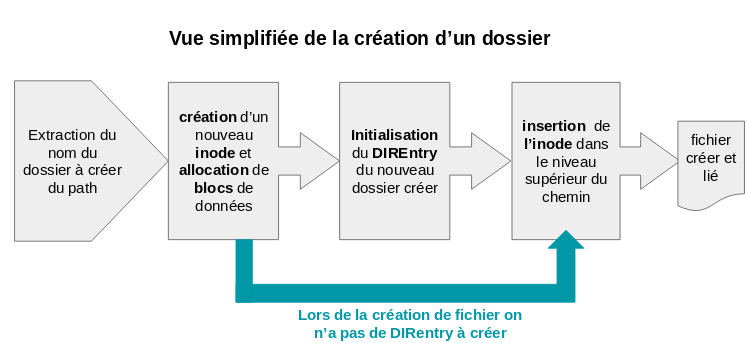 Vue simplifiée de la création d’un dossier
Extraction du
nom du
dossier à créer
du path
création d’un
nouveau
inode et
allocation de
blocs de
données
Initialisation
du DIREntry
du nouveau
dossier créer
insertion de
l’inode dans
le niveau
supérieur du
chemin
fichier
créer et
lié
Lors de la création de fichier on
n’a pas de DIRentry à créer